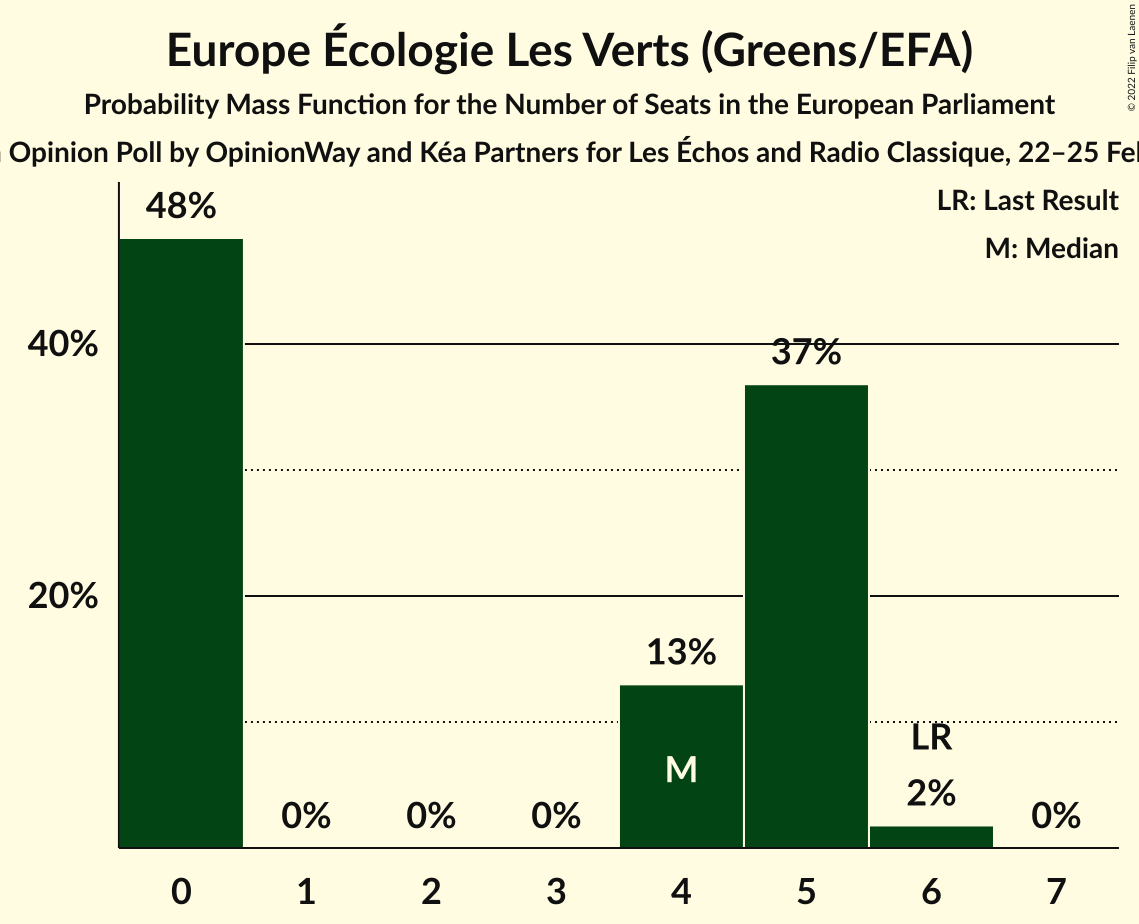 Europe Écologie Les Verts (Greens/EFA)
Probability Mass Function for the Number of Seats in the European Parliament
Opinion Poll by OpinionWay and Kéa Partners for Les Échos and Radio Classique, 22–25
© 2022 Filip van Laenen
LR: Last Result
M: Median
48%
40%
37%
20%
13%
M
LR
2%
0%
0%
0%
0%
0 1 2 3 4 5 6 7